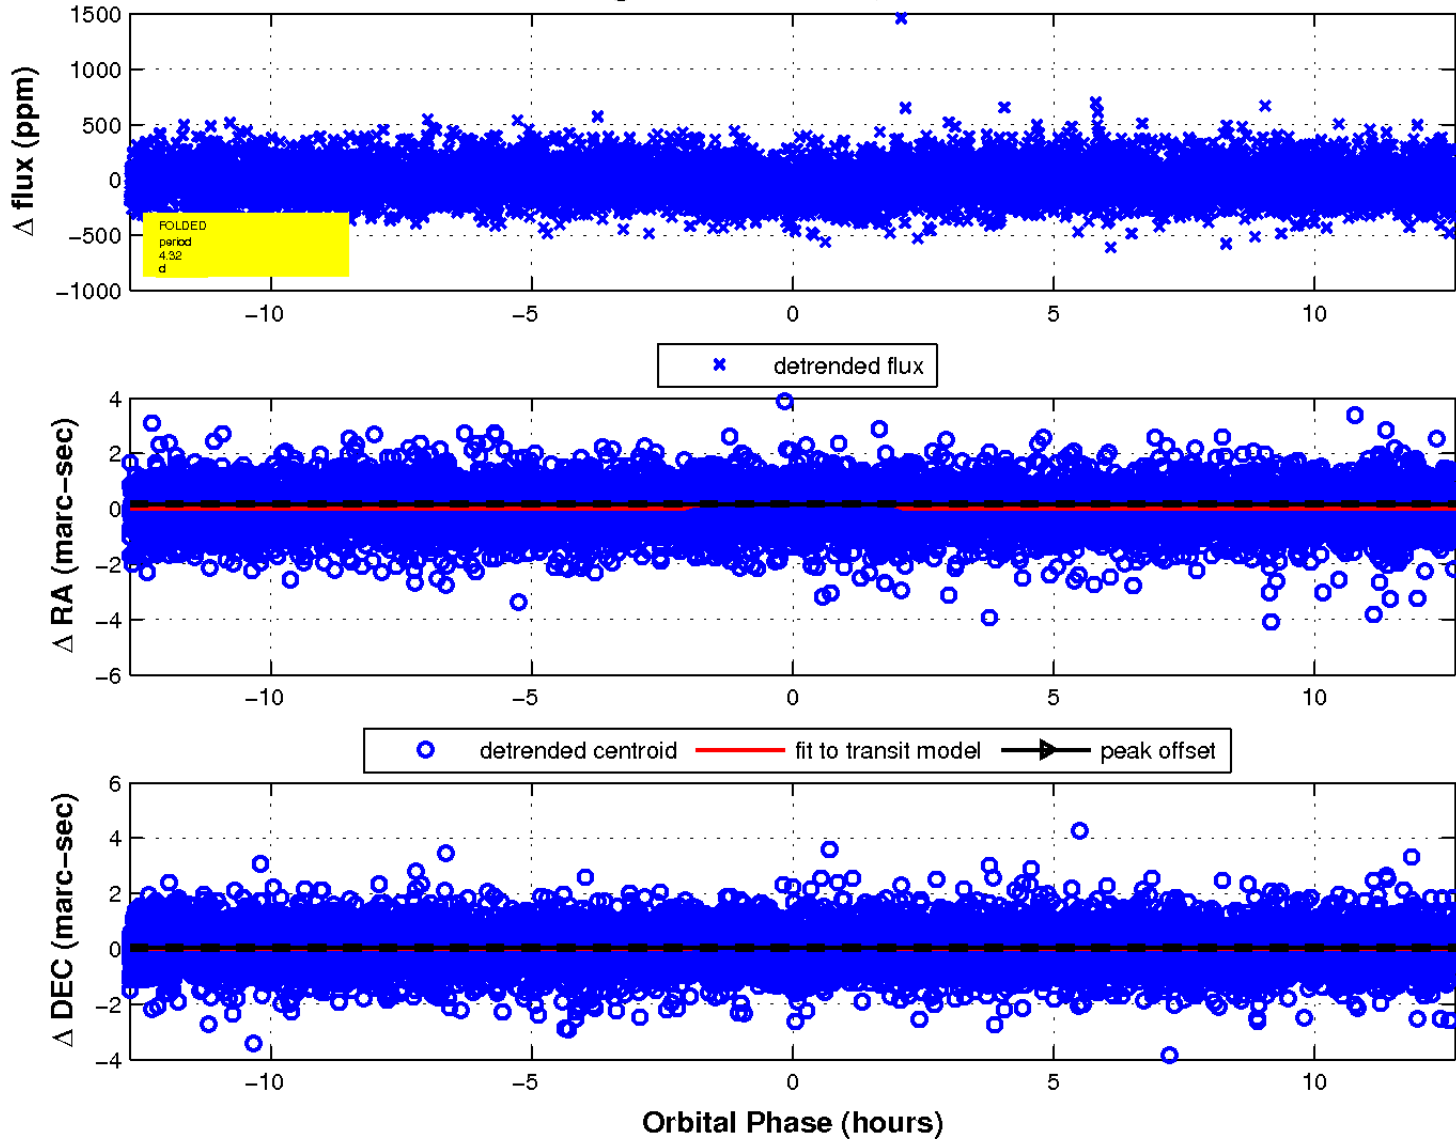 1500
1000
500
0
−500
−1000
Δ flux (ppm)
FOLDED
period
4.32
d
−10 −5 0 5 10
detrended flux
4
2
0
−2
−4
−6
Δ RA (marc−sec)
−10 −5 0 5 10
detrended centroid fit to transit model peak offset
6
4
2
0
−2
−4
Δ DEC (marc−sec)
−10 −5 0 5 10
Orbital Phase (hours)